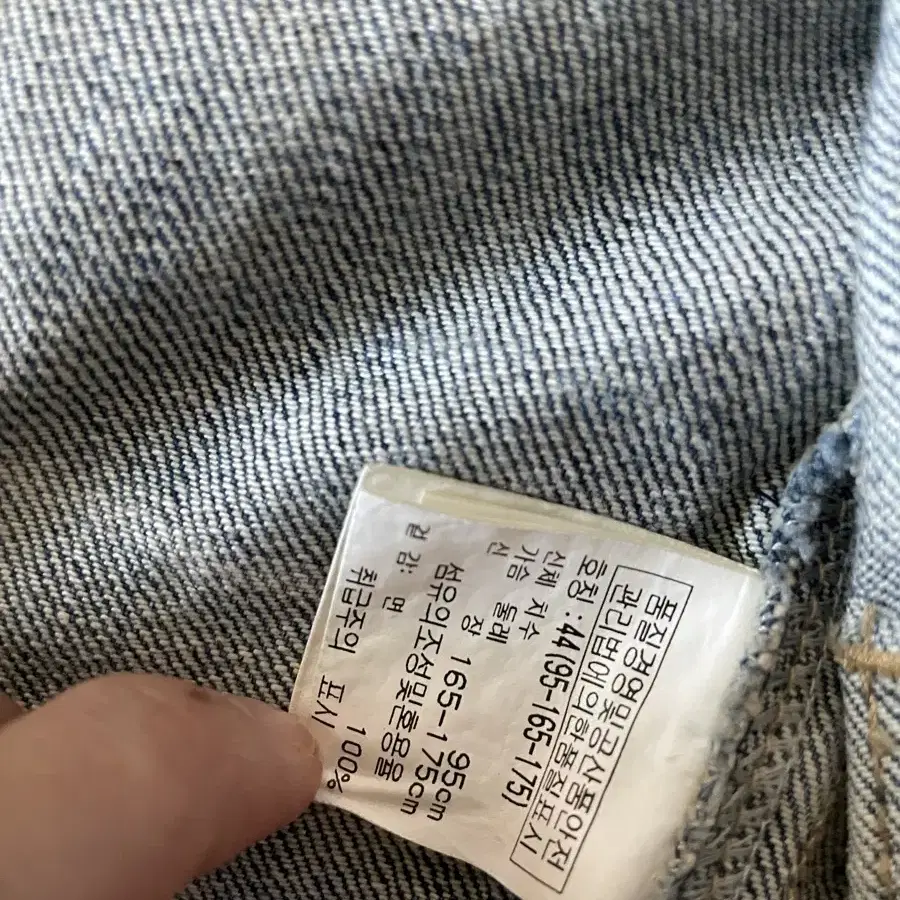 품질경영및공산품안전
관리법에의한품질표시
호칭 : 44 (95-165-175)
신체 치수
가슴 둘레 95cm
신 장 165-175cm
섬유의조성및혼용율
겉감: 면 100%
취급주의 표시